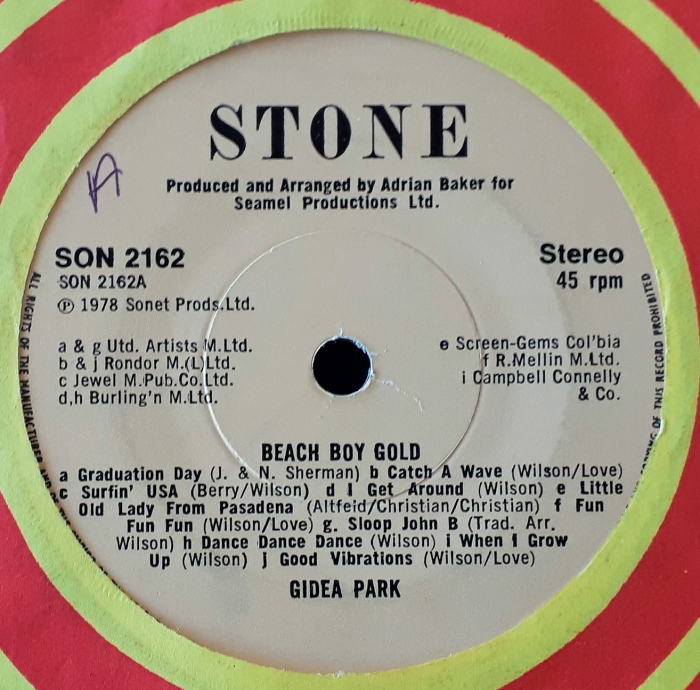 STONE
A
Produced and Arranged by Adrian Baker for
Seamel Productions Ltd.
SON 2162
SON 2162A
℗ 1978 Sonet Prods.Ltd.
Stereo
45 rpm
a & g Utd. Artists M.Ltd.
b & j Rondor M.(L)Ltd.
c Jewel M.Pub.Co.Ltd.
d,h Burling'n M.Ltd.
e Screen-Gems Col'bia
f R.Mellin M.Ltd.
i Campbell Connelly
& Co.
BEACH BOY GOLD
a Graduation Day (J. & N. Sherman) b Catch A Wave (Wilson/Love)
c Surfin' USA (Berry/Wilson) d I Get Around (Wilson) e Little
Old Lady From Pasadena (Altfeid/Christian/Christian) f Fun
Fun Fun (Wilson/Love) g. Sloop John B (Trad. Arr.
Wilson) h Dance Dance Dance (Wilson) i When I Grow
Up (Wilson) j Good Vibrations (Wilson/Love)
GIDEA PARK
ALL RIGHTS OF THE MANUFACTURER AND
OF THIS RECORD PROHIBITED